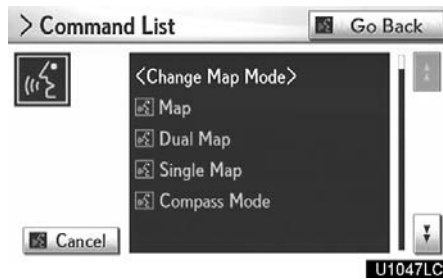 > Command List
Go Back
<Change Map Mode>
Map
Dual Map
Single Map
Compass Mode
Cancel
U1047LC